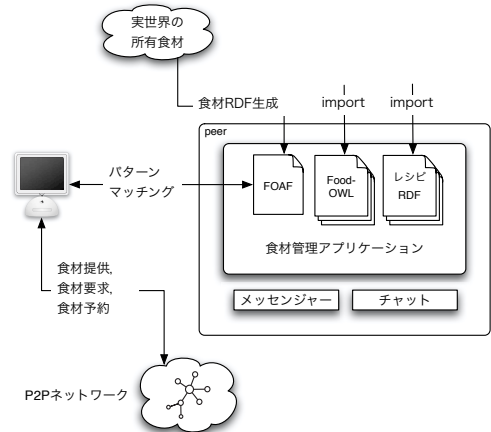 実世界の
所有食材
食材RDF生成
import
import
peer
FOAF
Food-
OWL
レシピ
RDF
パターン
マッチング
食材管理アプリケーション
食材提供,
食材要求,
食材予約
メッセンジャー
チャット
P2Pネットワーク